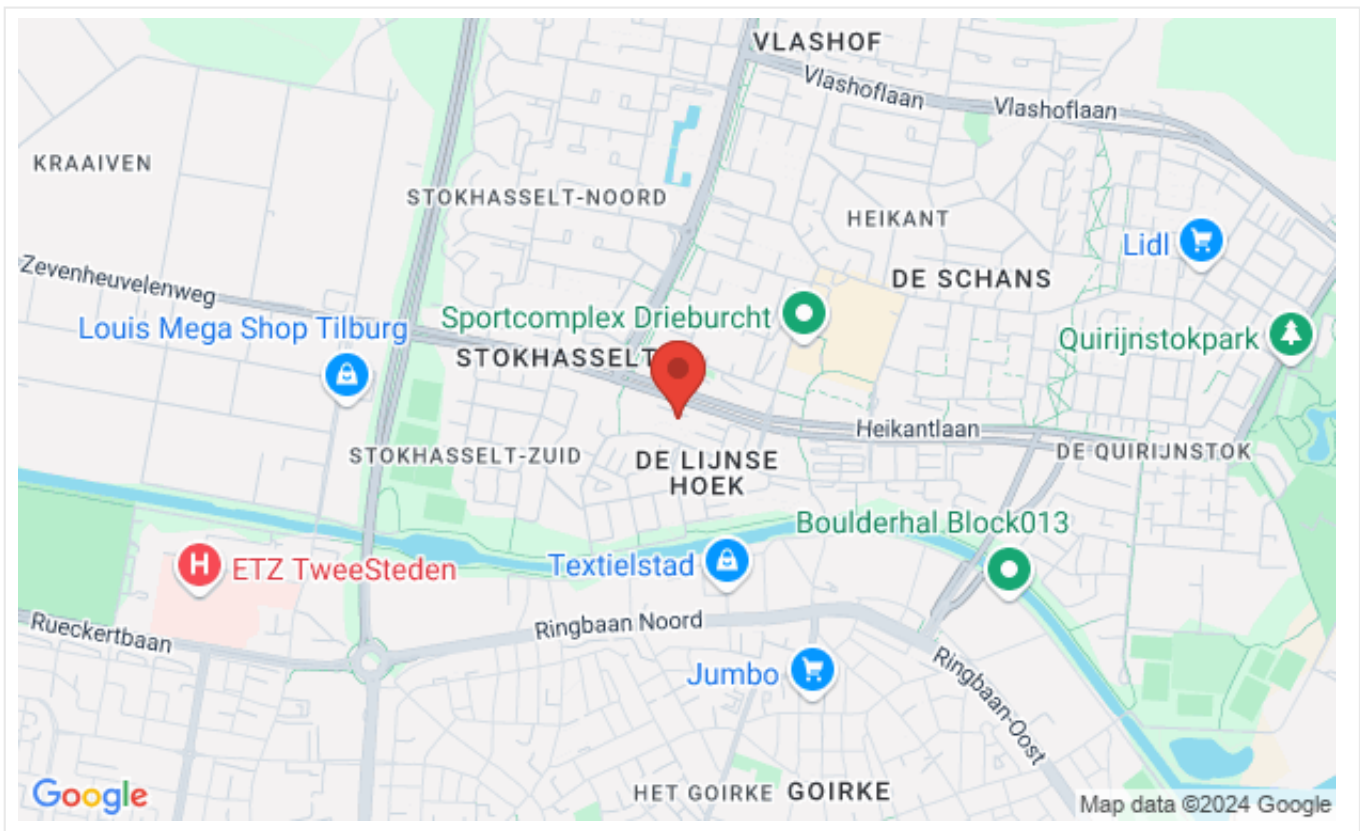 VLASHOF
Vlashoflaan
Vlashoflaan
KRAAIVEN
STOKHASSELT-NOORD
HEIKANT
Lidl
Zevenheuvelenweg
DE SCHANS
Louis Mega Shop Tilburg
Sportcomplex Drieburcht
Quirijnstokpark
STOKHASSELT
Heikantlaan
STOKHASSELT-ZUID
DE LIJNSE
HOEK
DE QUIRIJNSTOK
Boulderhal Block013
H
ETZ TweeSteden
Textielstad
Rueckertbaan
Ringbaan Noord
Jumbo
Ringbaan-Oost
Google
HET GOIRKE
GOIRKE
Map data ©2024 Google